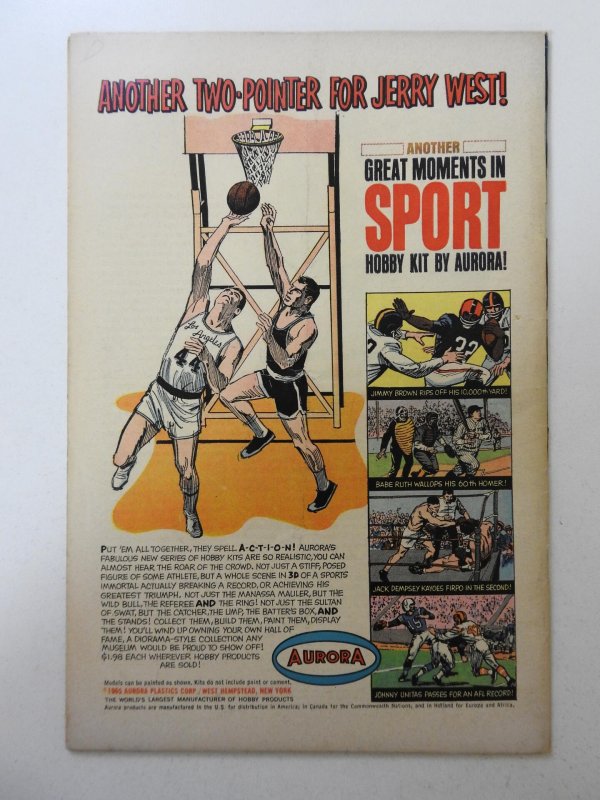 ANOTHER TWO-POINTER FOR JERRY WEST!
ANOTHER
GREAT MOMENTS IN
SPORT
HOBBY KIT BY AURORA!
Los Angeles
44
32
JIMMY BROWN RIPS OFF HIS 10,000th YARD!
BABE RUTH WALLOPS HIS 60th HOMER!
JACK DEMPSEY KAYOES FIRPO IN THE SECOND!
JOHNNY UNITAS PASSES FOR AN AFL RECORD!
PUT 'EM ALL TOGETHER, THEY SPELL A-C-T-I-O-N! AURORA'S
FABULOUS NEW SERIES OF HOBBY KITS ARE SO REALISTIC, YOU CAN
ALMOST HEAR THE ROAR OF THE CROWD. NOT JUST A STIFF, POSED
FIGURE OF SOME ATHLETE, BUT A WHOLE SCENE IN 3D OF A SPORTS
IMMORTAL ACTUALLY BREAKING A RECORD, OR ACHIEVING HIS
GREATEST TRIUMPH. NOT JUST THE MANASSA MAULER, BUT THE
WILD BULL, THE REFEREE AND THE RING! NOT JUST THE SULTAN
OF SWAT, BUT THE CATCHER, THE UMP, THE BATTER'S BOX, AND
THE STANDS! COLLECT THEM, BUILD THEM, PAINT THEM, DISPLAY
THEM! YOU'LL WIND UP OWNING YOUR OWN HALL OF
FAME, A DIORAMA-STYLE COLLECTION ANY
MUSEUM WOULD BE PROUD TO SHOW OFF!
$1.98 EACH WHEREVER HOBBY PRODUCTS
ARE SOLD!
AURORA
Models can be painted as shown. Kits do not include paint or cement.
© 1965 AURORA PLASTICS CORP., WEST HEMPSTEAD, NEW YORK
THE WORLD'S LARGEST MANUFACTURER OF HOBBY PRODUCTS
Aurora products are manufactured in the U.S. for distribution in America; in Canada for the Commonwealth Nations; and in Holland for Europe and Africa.